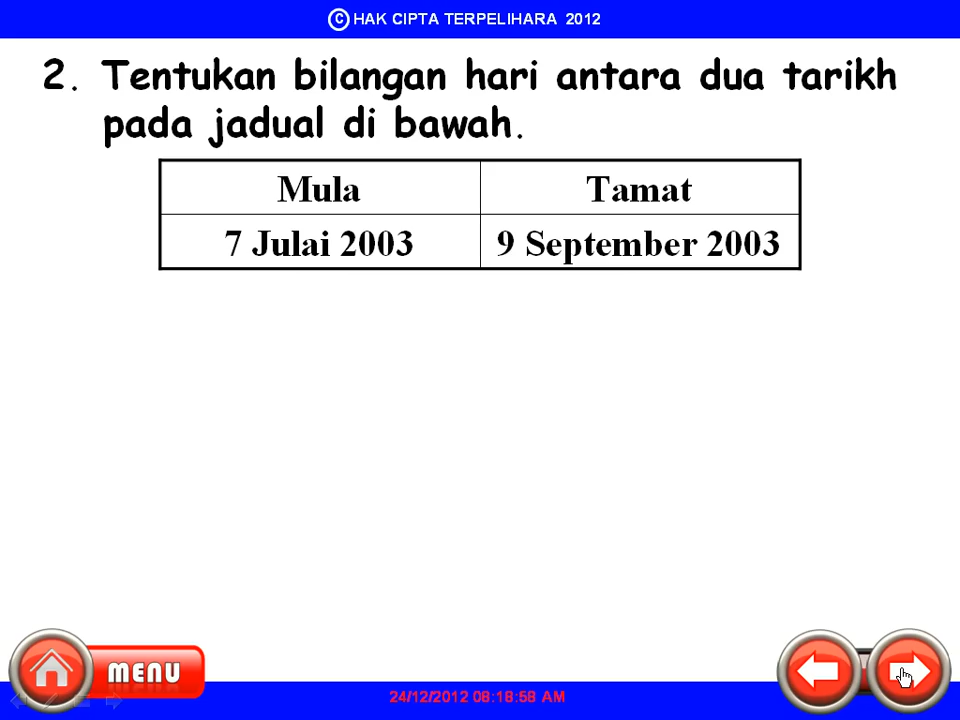 © HAK CIPTA TERPELIHARA 2012
2. Tentukan bilangan hari antara dua tarikh
pada jadual di bawah.
Mula Tamat
7 Julai 2003 9 September 2003
MENU
24/12/2012 08:18:58 AM